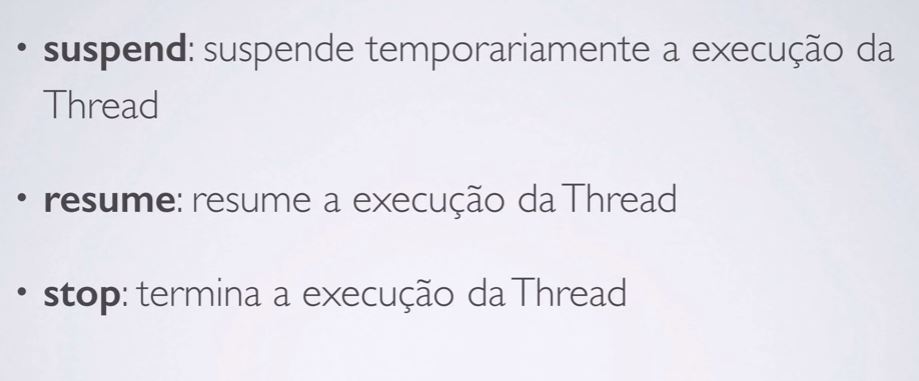 • suspend: suspende temporariamente a execução da
Thread
• resume: resume a execução da Thread
• stop: termina a execução da Thread